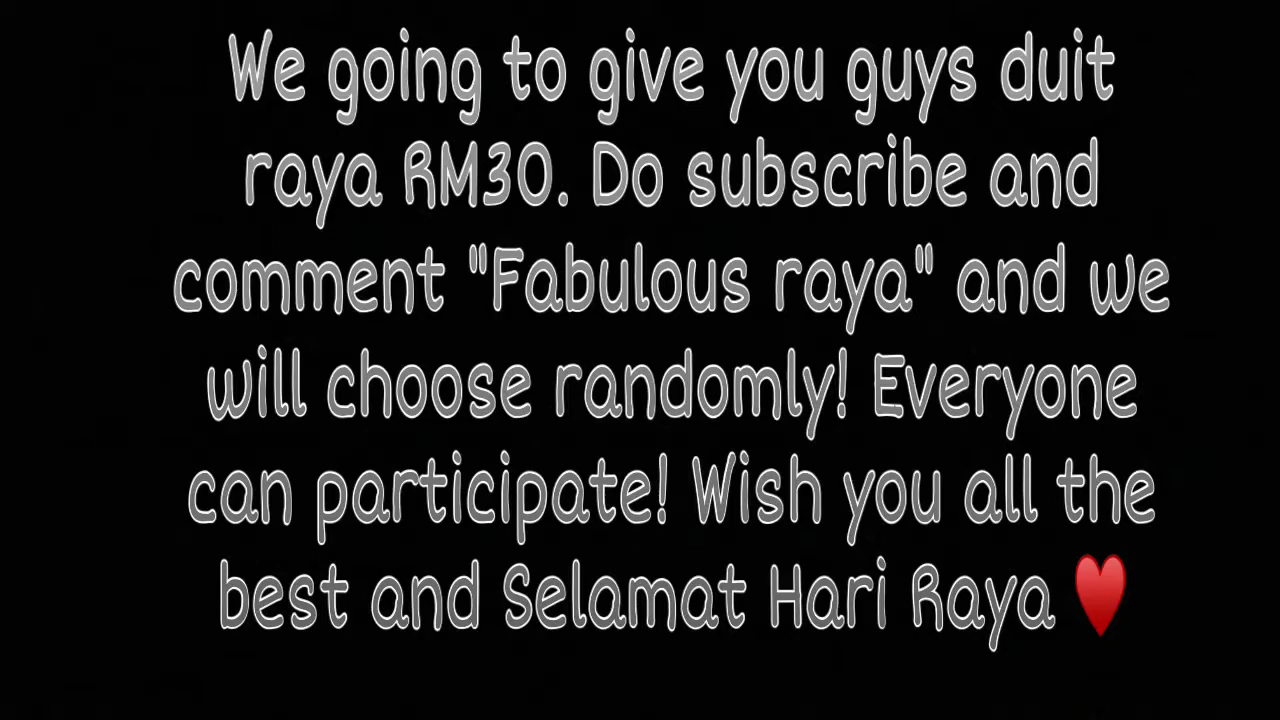 We going to give you guys duit
raya RM30. Do subscribe and
comment "Fabulous raya" and we
will choose randomly! Everyone
can participate! Wish you all the
best and Selamat Hari Raya ♥